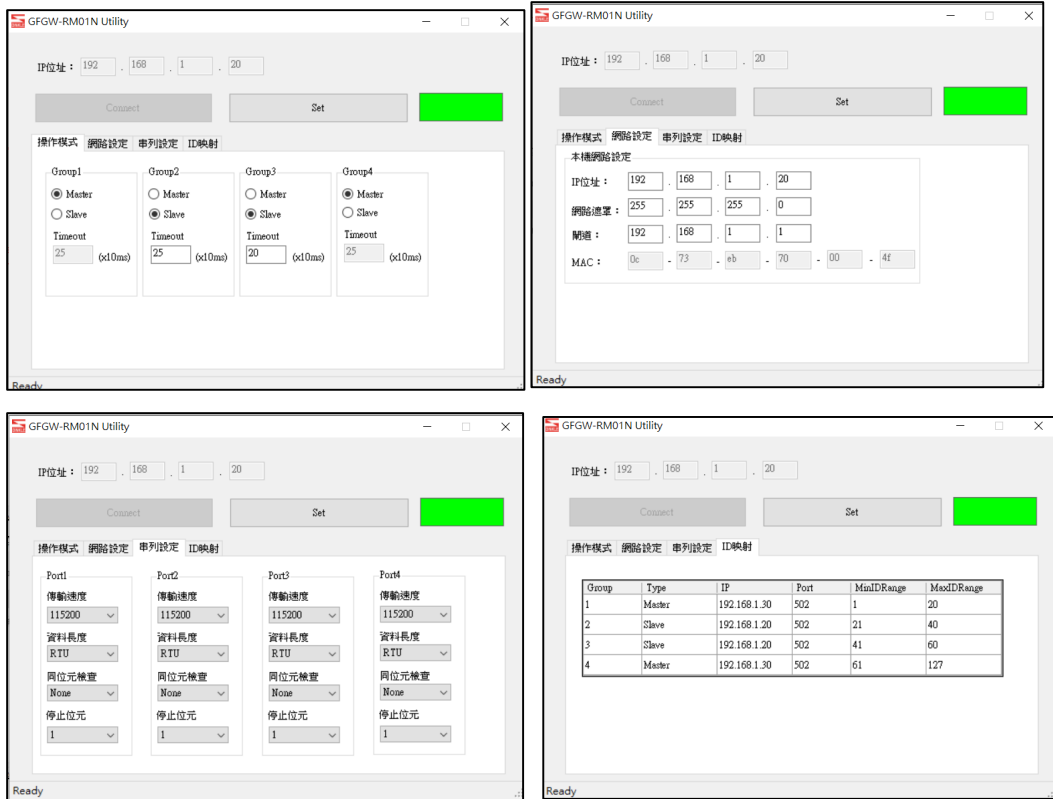 GFGW-RM01N Utility
IP位址： 192 . 168 . 1 . 20
Connect Set
操作模式 網路設定 串列設定 ID映射
Group1 Group2 Group3 Group4
Master Master Master Master
Slave Slave Slave Slave
Timeout Timeout Timeout Timeout
25 (x10ms) 25 (x10ms) 20 (x10ms) 25 (x10ms)
Ready
GFGW-RM01N Utility
IP位址： 192 . 168 . 1 . 20
Connect Set
操作模式 網路設定 串列設定 ID映射
本機網路設定
IP位址： 192 . 168 . 1 . 20
網路遮罩： 255 . 255 . 255 . 0
閘道： 192 . 168 . 1 . 1
MAC： 0c - 73 - eb - 70 - 00 - 4f
Ready
GFGW-RM01N Utility
IP位址： 192 . 168 . 1 . 20
Connect Set
操作模式 網路設定 串列設定 ID映射
Port1 Port2 Port3 Port4
傳輸速度 傳輸速度 傳輸速度 傳輸速度
115200 115200 115200 115200
資料長度 資料長度 資料長度 資料長度
RTU RTU RTU RTU
同位元檢查 同位元檢查 同位元檢查 同位元檢查
None None None None
停止位元 停止位元 停止位元 停止位元
1 1 1 1
Ready
GFGW-RM01N Utility
IP位址： 192 . 168 . 1 . 20
Connect Set
操作模式 網路設定 串列設定 ID映射
Group Type IP Port MinIDRange MaxIDRange
1 Master 192.168.1.30 502 1 20
2 Slave 192.168.1.20 502 21 40
3 Slave 192.168.1.20 502 41 60
4 Master 192.168.1.30 502 61 127
Ready